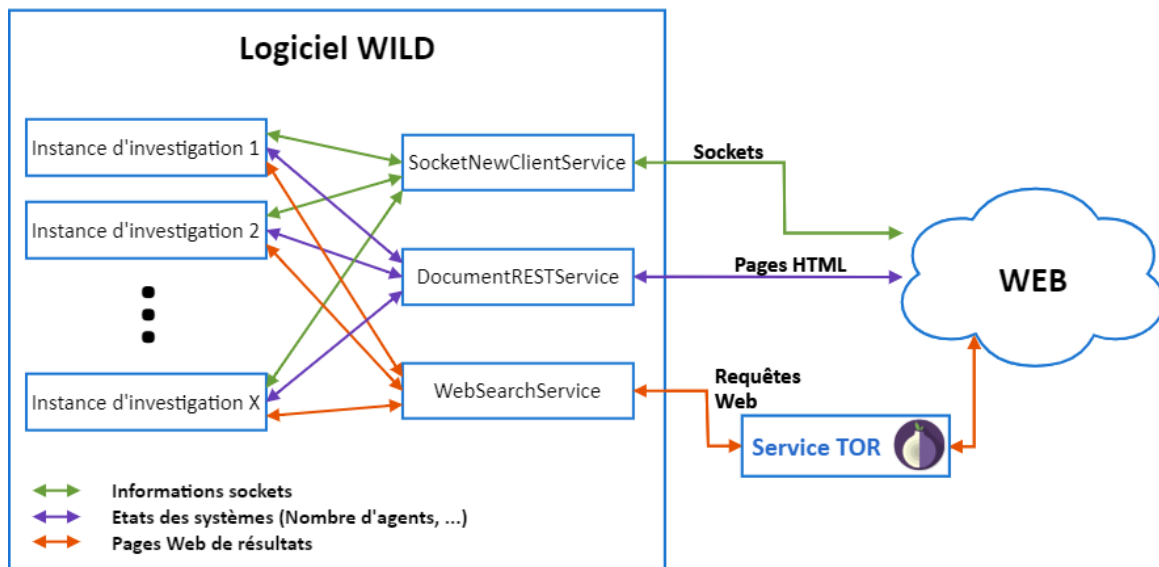 Logiciel WILD
Instance d'investigation 1
SocketNewClientService
Sockets
Instance d'investigation 2
DocumentRESTService
Pages HTML
WEB
Instance d'investigation X
WebSearchService
Requêtes
Web
Service TOR
Informations sockets
Etats des systèmes (Nombre d'agents, ...)
Pages Web de résultats